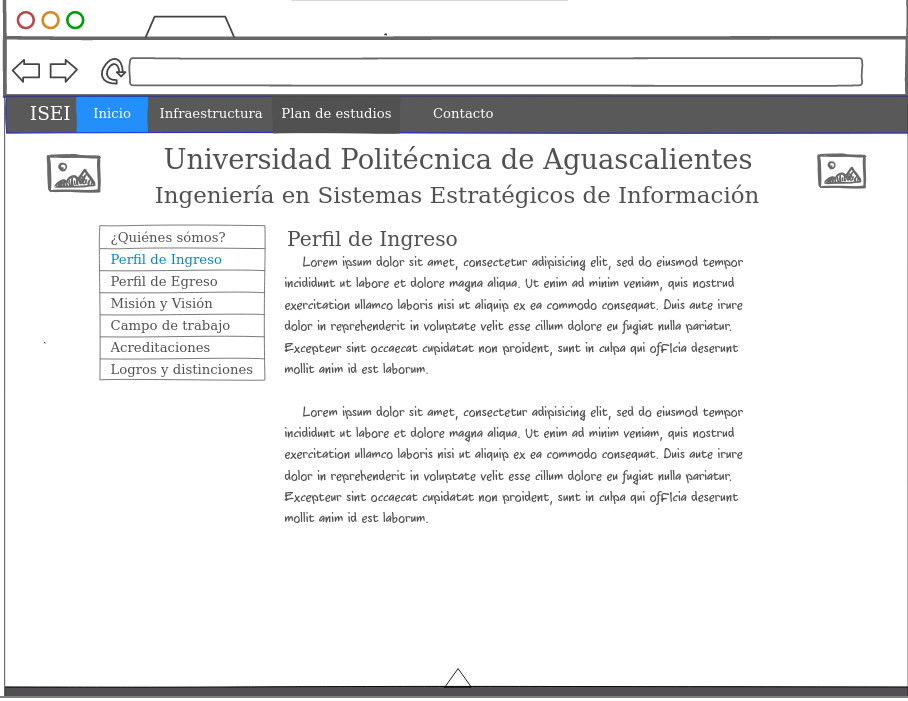 ISEI Inicio Infraestructura Plan de estudios Contacto
Universidad Politécnica de Aguascalientes
Ingeniería en Sistemas Estratégicos de Información
¿Quiénes sómos?
Perfil de Ingreso
Perfil de Egreso
Misión y Visión
Campo de trabajo
Acreditaciones
Logros y distinciones
Perfil de Ingreso
Lorem ipsum dolor sit amet, consectetur adipisicing elit, sed do eiusmod tempor
incididunt ut labore et dolore magna aliqua. Ut enim ad minim veniam, quis nostrud
exercitation ullamco laboris nisi ut aliquip ex ea commodo consequat. Duis aute irure
dolor in reprehenderit in voluptate velit esse cillum dolore eu fugiat nulla pariatur.
Excepteur sint occaecat cupidatat non proident, sunt in culpa qui officia deserunt
mollit anim id est laborum.
Lorem ipsum dolor sit amet, consectetur adipisicing elit, sed do eiusmod tempor
incididunt ut labore et dolore magna aliqua. Ut enim ad minim veniam, quis nostrud
exercitation ullamco laboris nisi ut aliquip ex ea commodo consequat. Duis aute irure
dolor in reprehenderit in voluptate velit esse cillum dolore eu fugiat nulla pariatur.
Excepteur sint occaecat cupidatat non proident, sunt in culpa qui officia deserunt
mollit anim id est laborum.